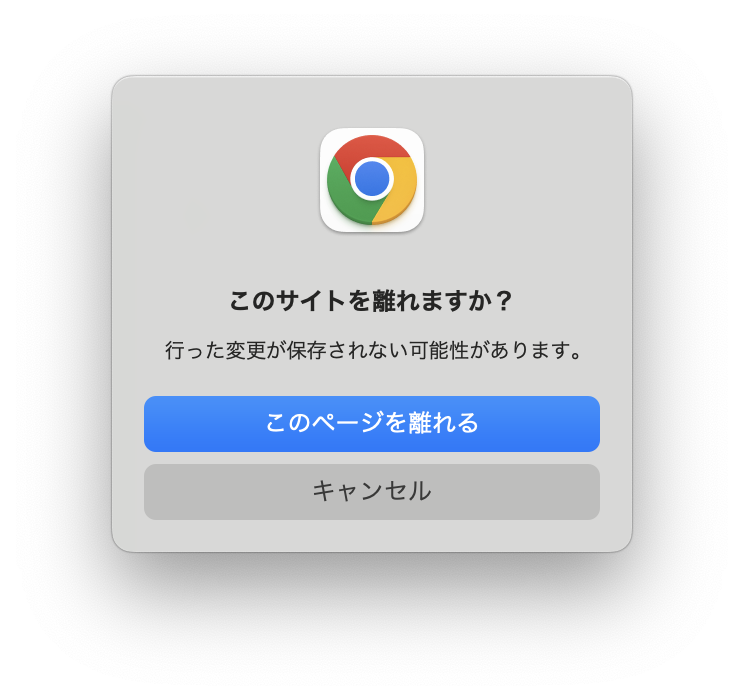 このサイトを離れますか？
行った変更が保存されない可能性があります。
このページを離れる
キャンセル